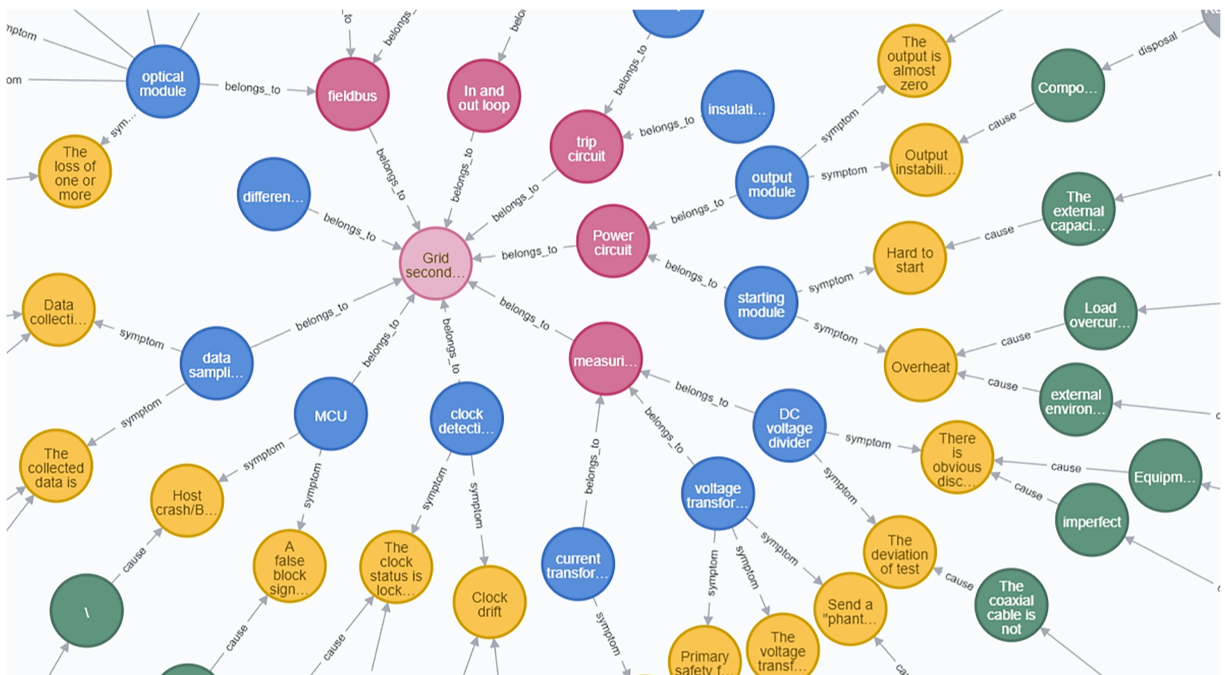 optical
module
belongs_to
fieldbus
In and
out loop
belongs_to
trip
circuit
belongs_to
insulati...
The
output is
almost
zero
Compo...
disposal
cause
symptom
output
module
symptom
Output
instabili...
sym...
The
loss of
one or
more
differen...
belongs_to
belongs_to
belongs_to
belongs_to
Grid
second...
belongs_to
Power
circuit
belongs_to
belongs_to
starting
module
symptom
Hard to
start
cause
The
external
capaci...
symptom
Overheat
cause
Load
overcur...
cause
external
environ...
Data
collecti...
symptom
data
sampli...
belongs_to
symptom
The
collected
data is
belongs_to
MCU
symptom
Host
crash/B...
symptom
A
false
block
sign...
cause
\
cause
belongs_to
clock
detecti...
symptom
The
clock
status is
lock...
symptom
Clock
drift
cause
belongs_to
measuri...
belongs_to
current
transfor...
symptom
belongs_to
voltage
transfor...
symptom
Primary
safety f...
symptom
The
voltage
transf...
symptom
Send a
"phant...
belongs_to
DC
voltage
divider
symptom
There
is
obvious
disc...
cause
Equipm...
cause
imperfect
symptom
The
deviation
of test
cause
The
coaxial
cable is
not